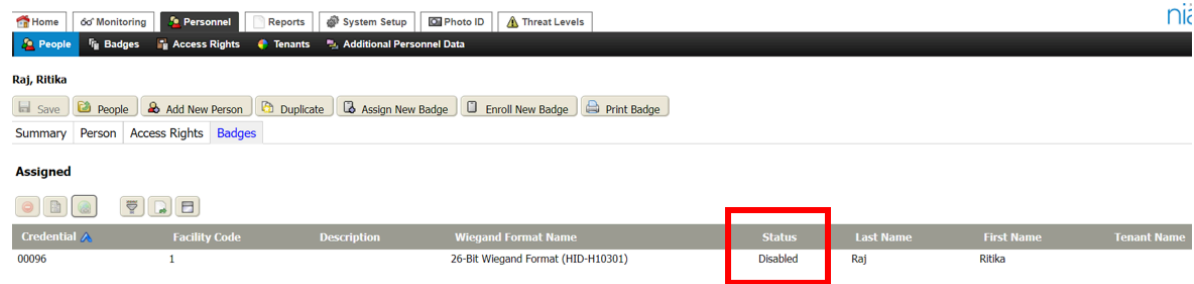 Home Monitoring Personnel Reports System Setup Photo ID Threat Levels
People Badges Access Rights Tenants Additional Personnel Data
Raj, Ritika
Save People Add New Person Duplicate Assign New Badge Enroll New Badge Print Badge
Summary Person Access Rights Badges
Assigned
Credential Facility Code Description Wiegand Format Name Status Last Name First Name Tenant Name
00096 1 26-Bit Wiegand Format (HID-H10301) Disabled Raj Ritika